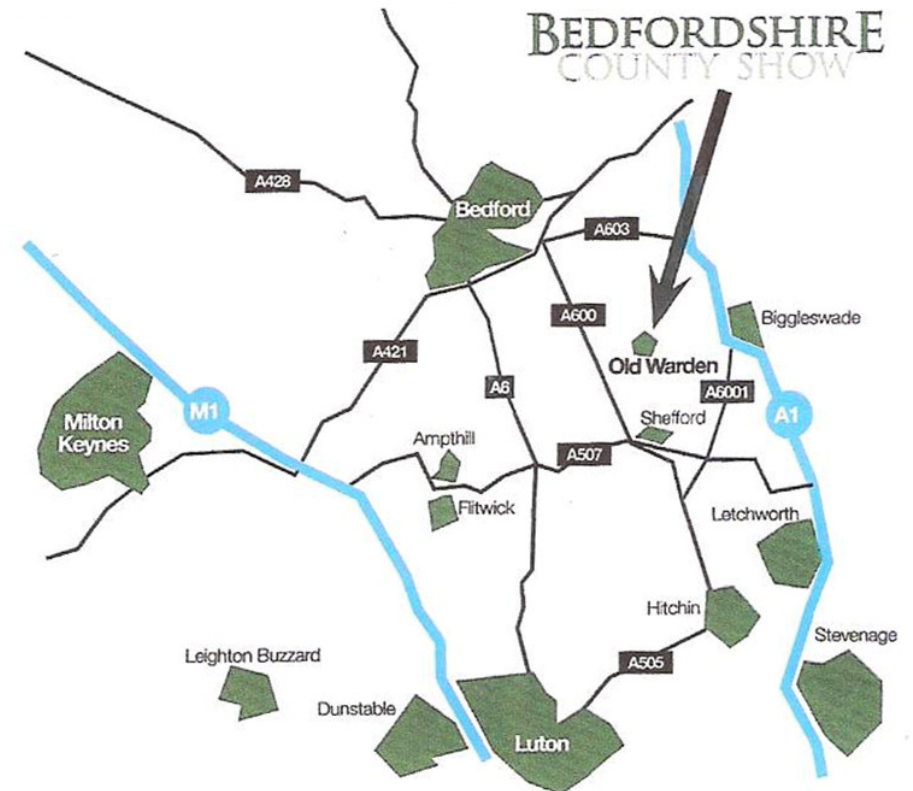 BEDFORDSHIRE
COUNTY SHOW
A428
Bedford
A603
A600
Biggleswade
A421
Old Warden
A6
A6001
M1
Milton
Keynes
Shefford
A1
Ampthill
A507
Flitwick
Letchworth
Hitchin
Stevenage
Leighton Buzzard
A505
Dunstable
Luton